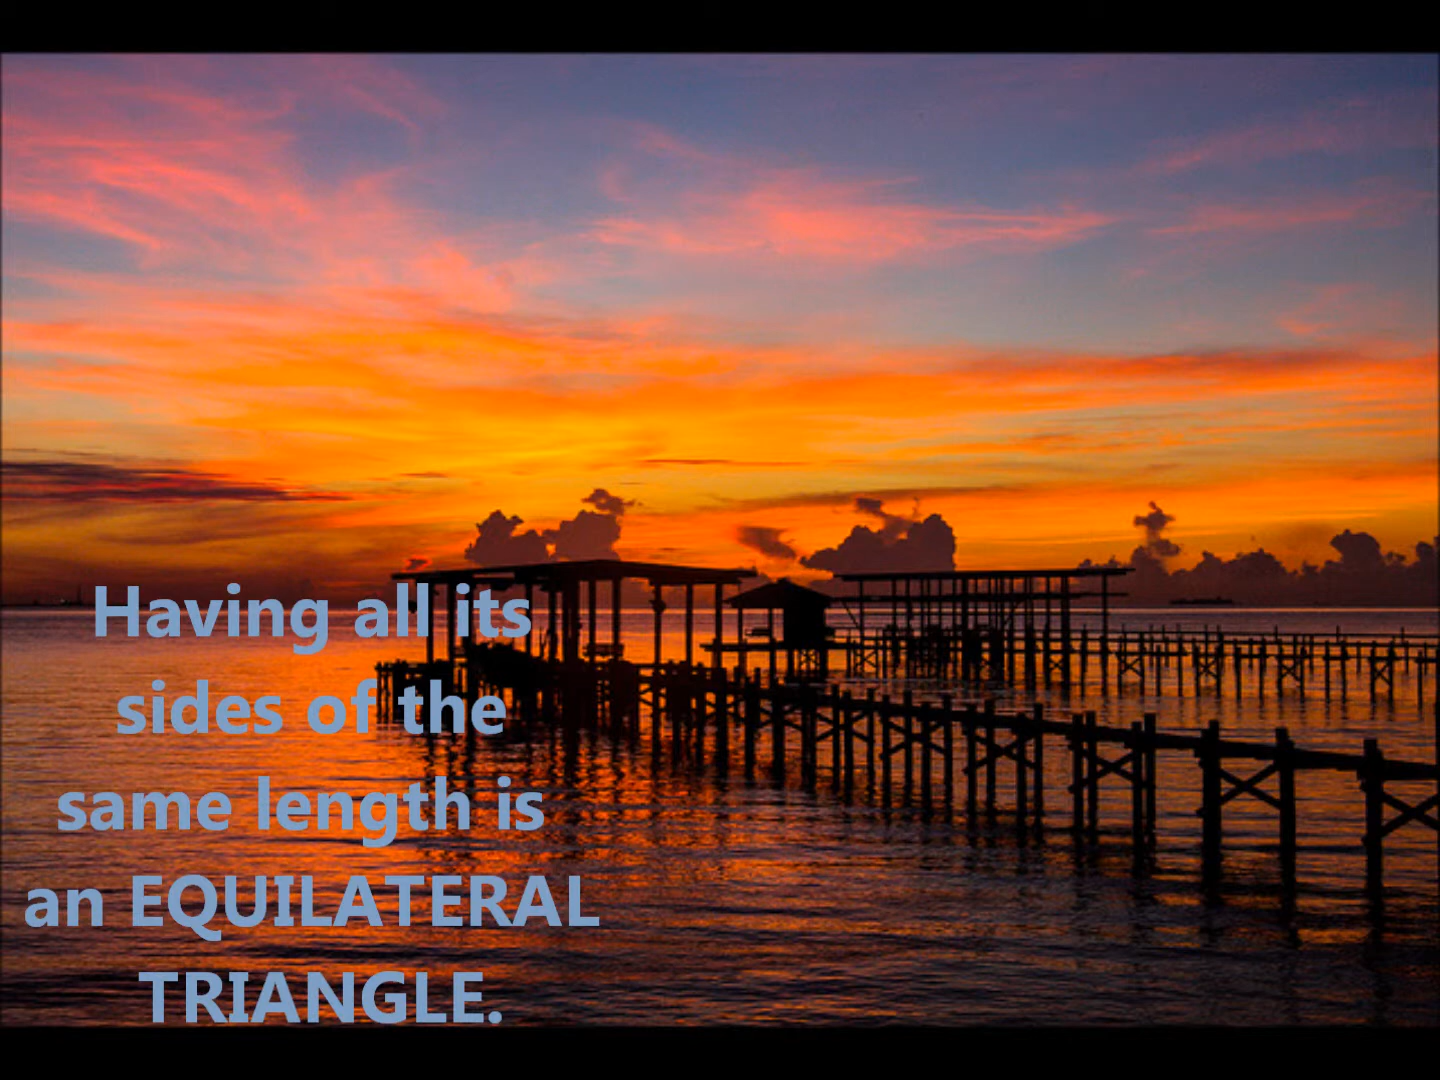 Having all its
sides of the
same length is
an EQUILATERAL
TRIANGLE.